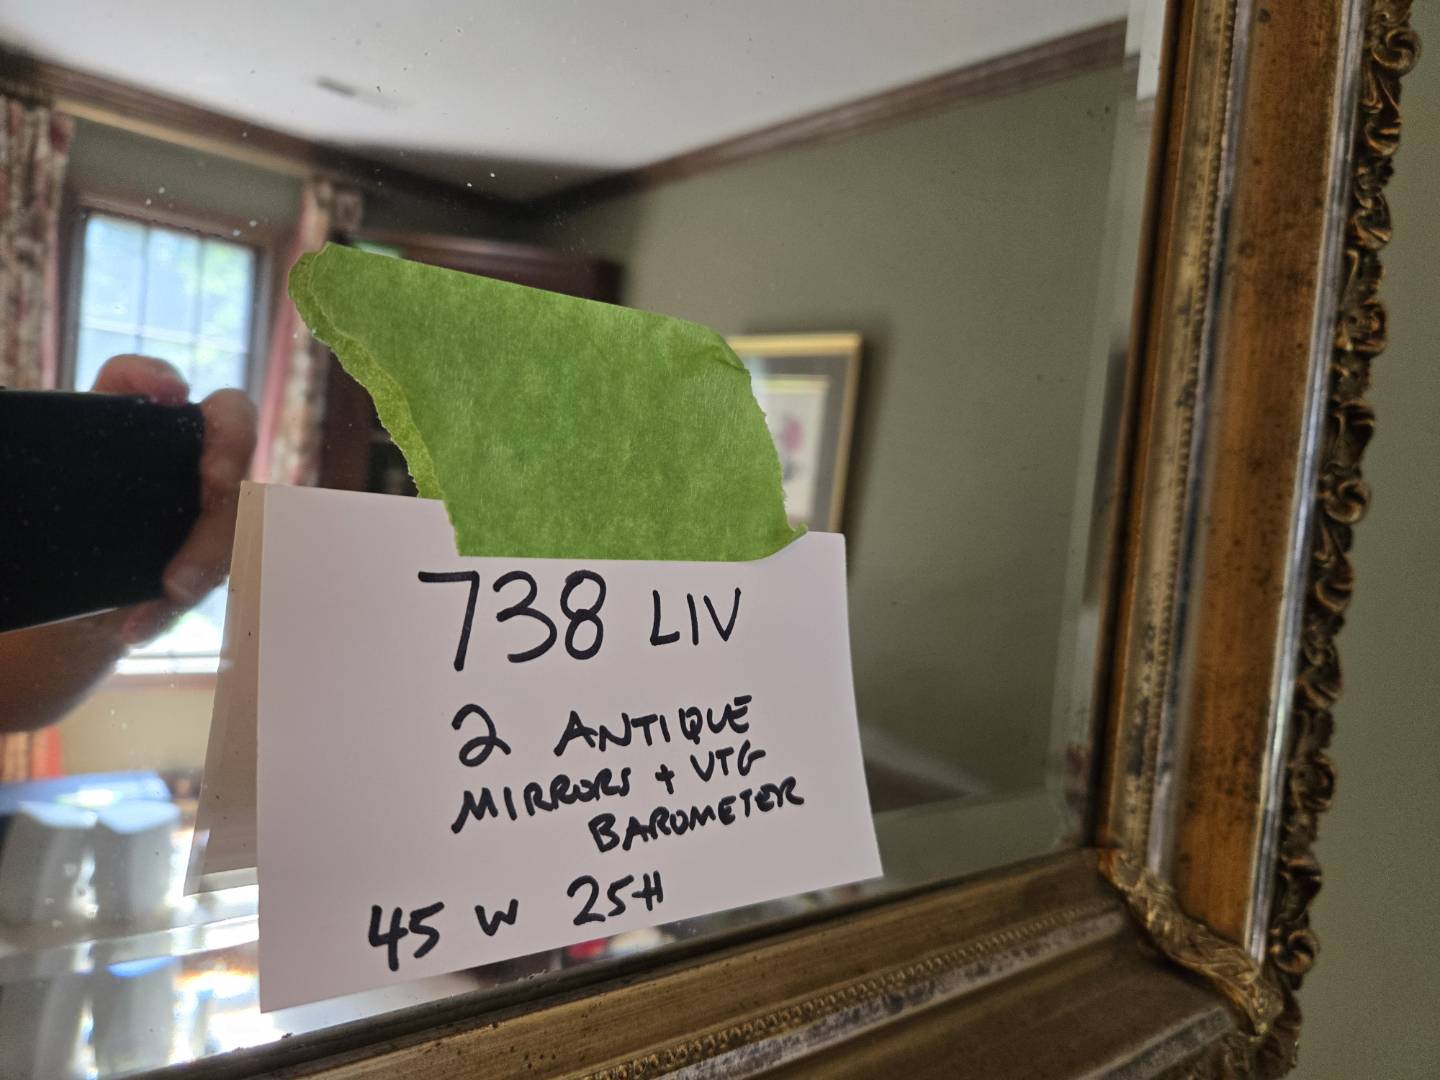 738 LIV
2 ANTIQUE
MIRRORS + VTG
BAROMETER
45 W 25H